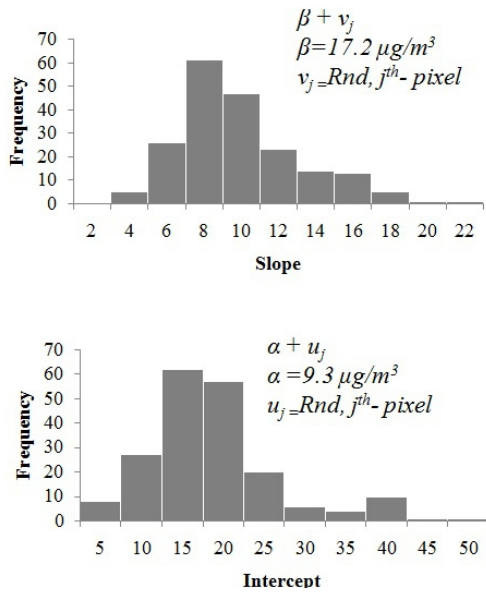 β + vj
β=17.2 μg/m³
vj =Rnd, jth- pixel
70
60
50
40
30
20
10
0
Frequency
2 4 6 8 10 12 14 16 18 20 22
Slope
α + uj
α =9.3 μg/m³
uj =Rnd, jth- pixel
70
60
50
40
30
20
10
0
Frequency
5 10 15 20 25 30 35 40 45 50
Intercept